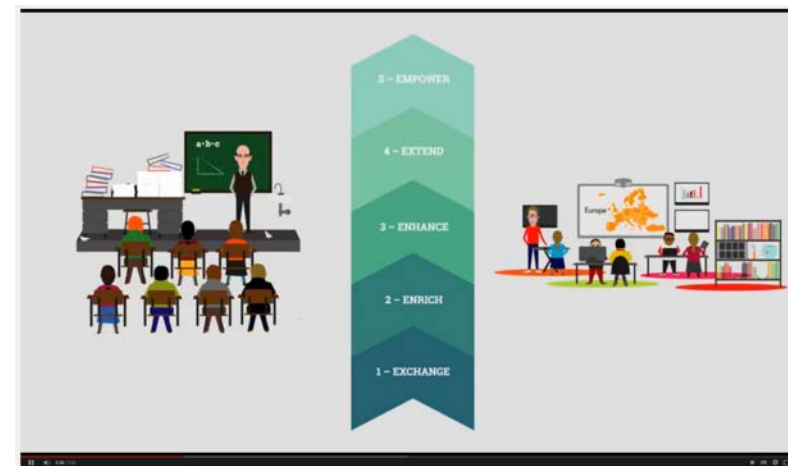 5 – EMPOWER
a·b·c
4 – EXTEND
Europe
3 – ENHANCE
2 – ENRICH
1 – EXCHANGE